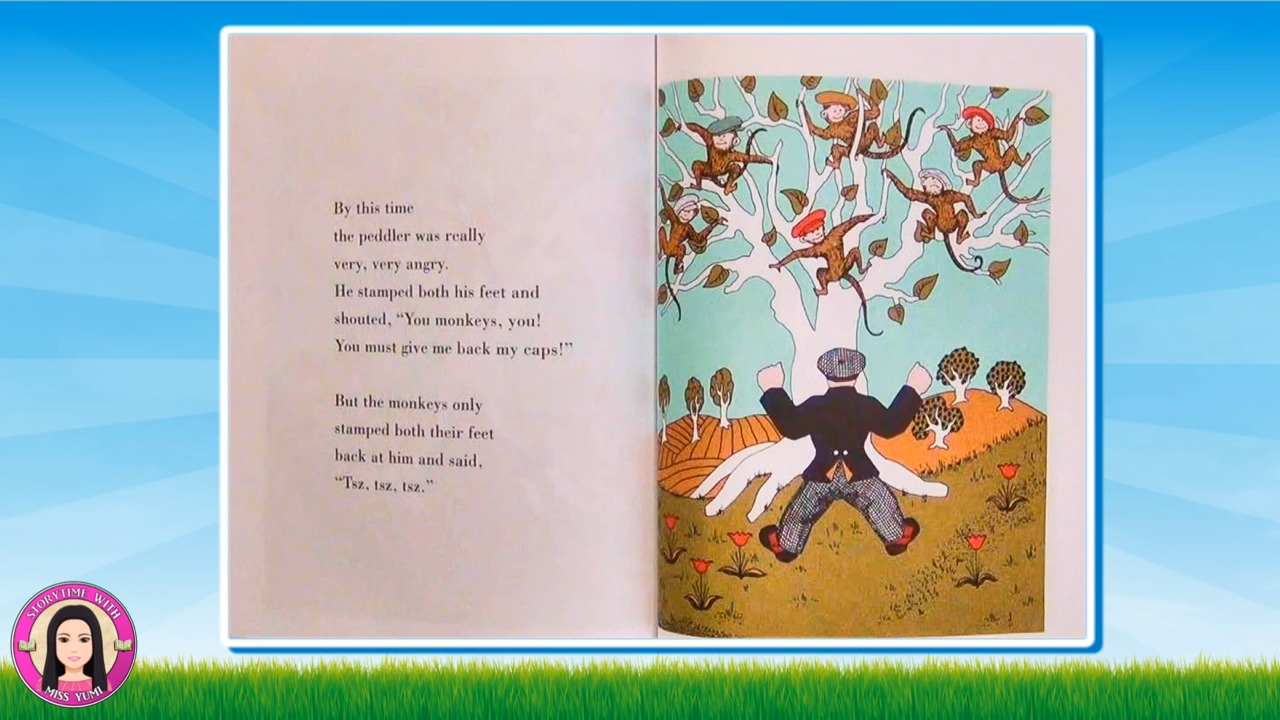 By this time
the peddler was really
very, very angry.
He stamped both his feet and
shouted, “You monkeys, you!
You must give me back my caps!”
But the monkeys only
stamped both their feet
back at him and said,
“Tsz, tsz, tsz.”
STORYTIME WITH
MISS YUMI